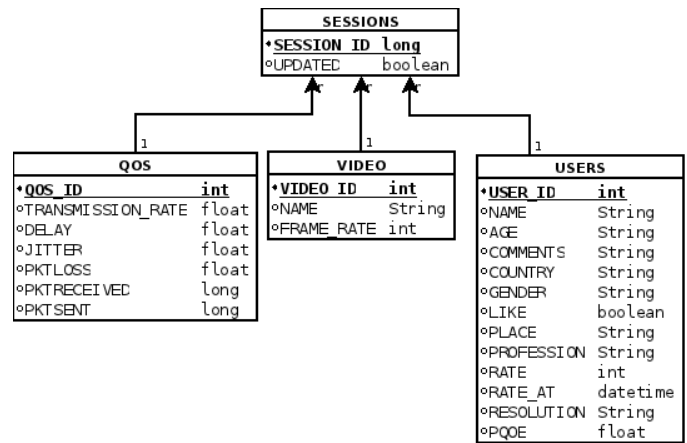 SESSIONS
SESSION_ID long
UPDATED boolean
r r r
1 1 1
QOS
QOS_ID int
TRANSMISSION_RATE float
DELAY float
JITTER float
PKTLOSS float
PKTRECEIVED long
PKTSENT long
VIDEO
VIDEO_ID int
NAME String
FRAME_RATE int
USERS
USER_ID int
NAME String
AGE String
COMMENTS String
COUNTRY String
GENDER String
LIKE boolean
PLACE String
PROFESSION String
RATE int
RATE_AT datetime
RESOLUTION String
PQOE float